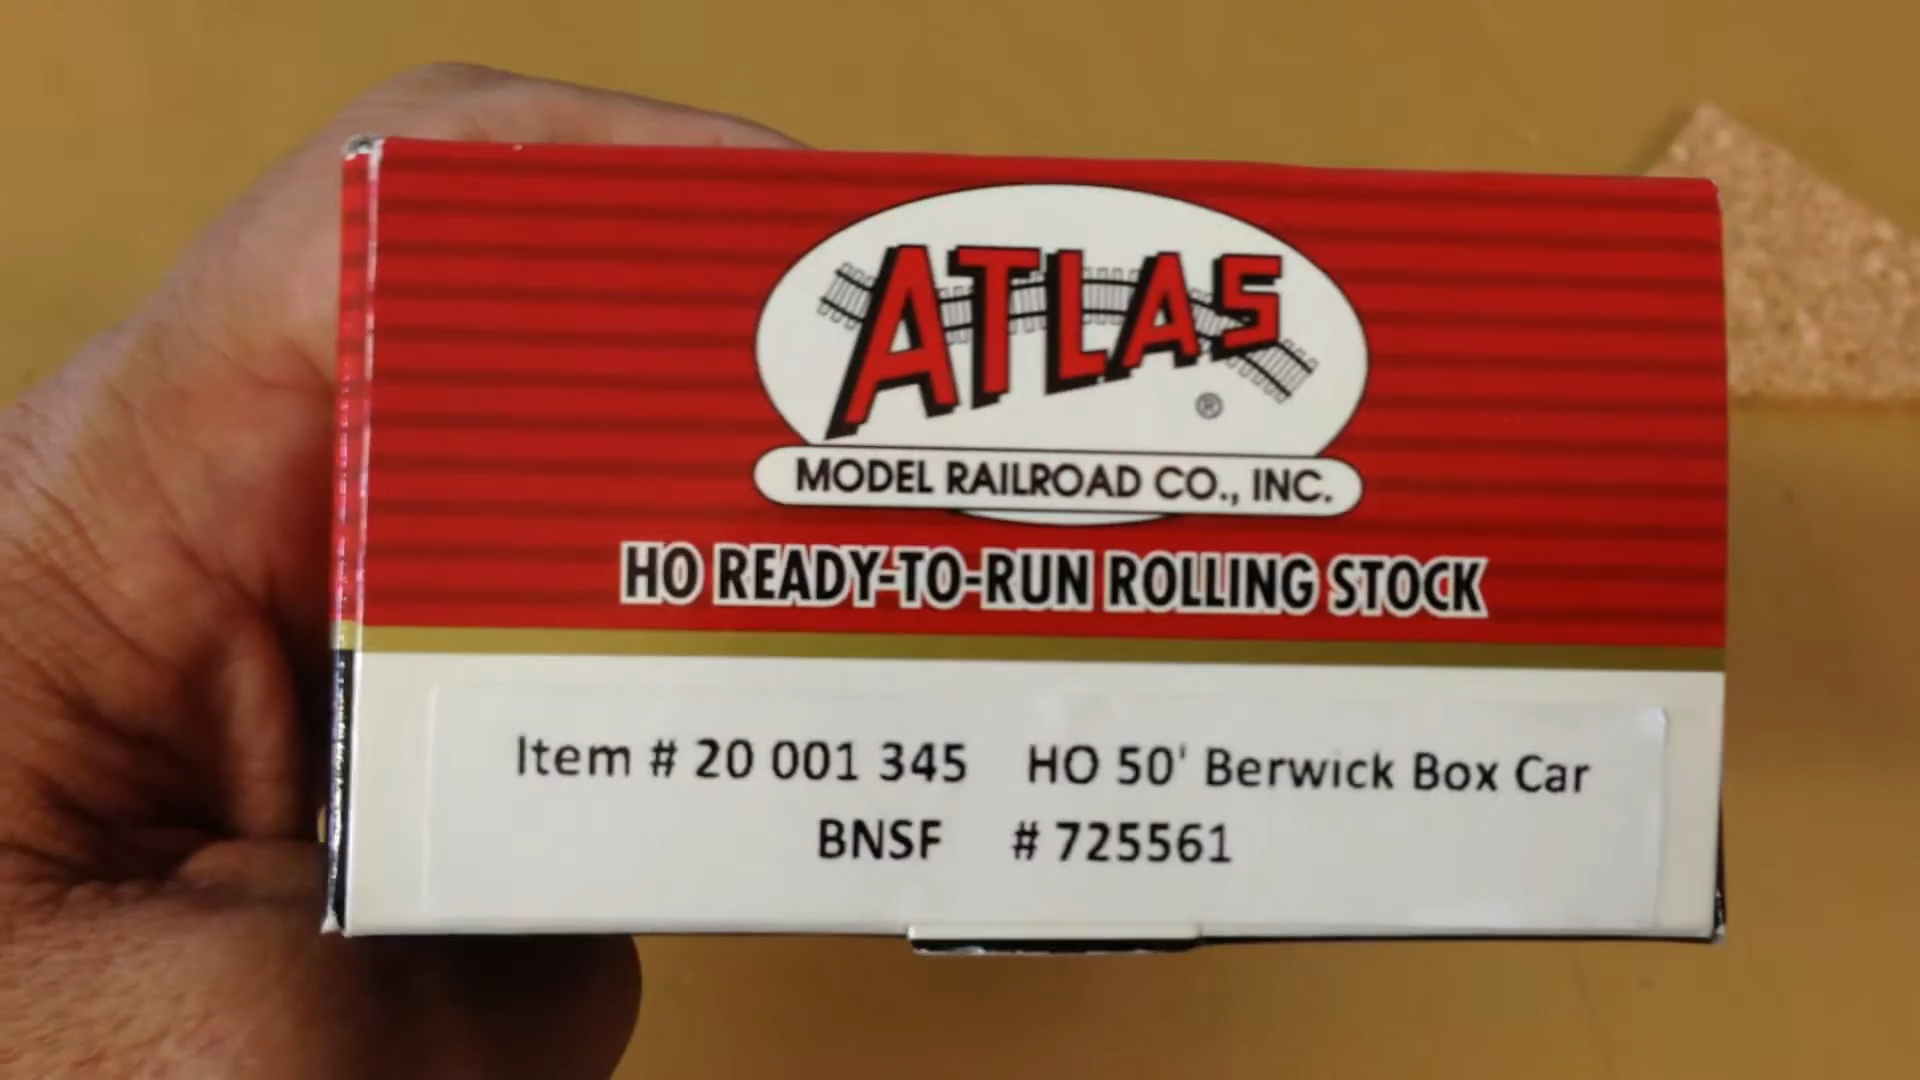 ATLAS
®
MODEL RAILROAD CO., INC.
HO READY-TO-RUN ROLLING STOCK
Item # 20 001 345 HO 50' Berwick Box Car
BNSF # 725561